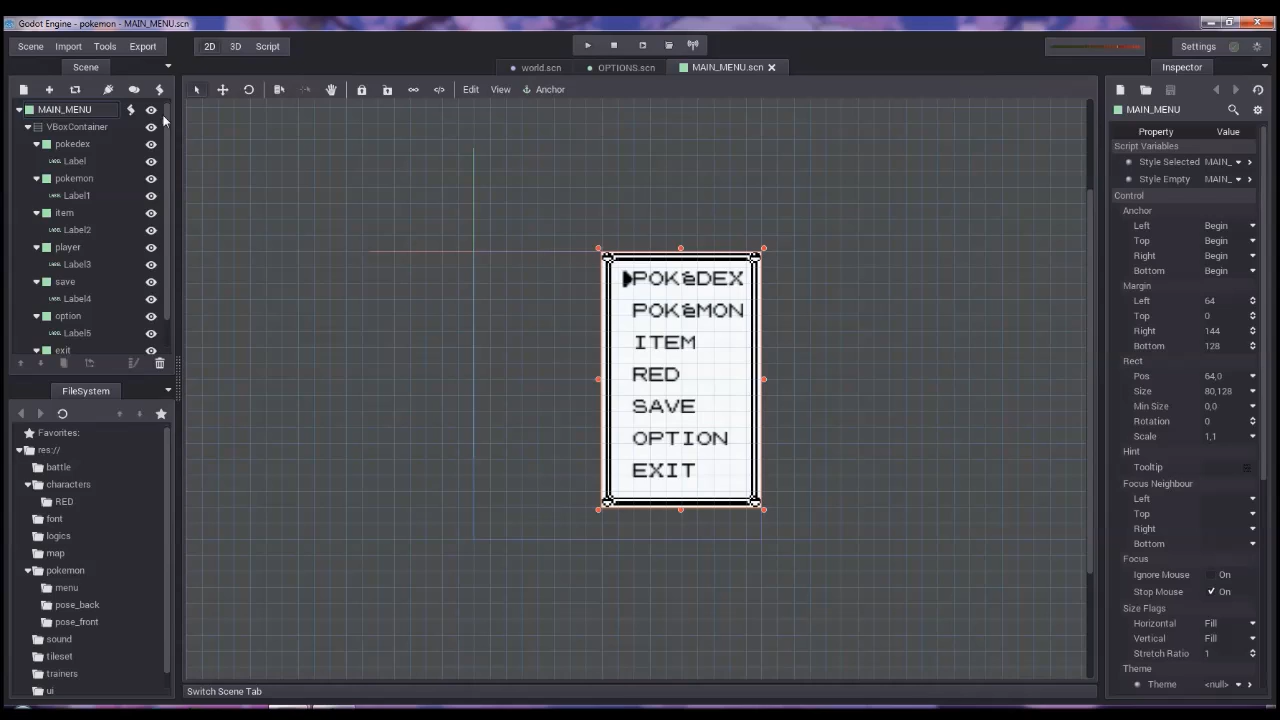 Godot Engine - pokemon - MAIN_MENU.scn
Scene Import Tools Export 2D 3D Script Settings
Scene world.scn OPTIONS.scn MAIN_MENU.scn Inspector
Edit View Anchor
MAIN_MENU
VBoxContainer
pokedex
Label
pokemon
Label1
item
Label2
player
Label3
save
Label4
option
Label5
exit
FileSystem
Favorites:
res://
battle
characters
RED
font
logics
map
pokemon
menu
pose_back
pose_front
sound
tileset
trainers
ui
POKéDEX
POKéMON
ITEM
RED
SAVE
OPTION
EXIT
Switch Scene Tab
MAIN_MENU
Property Value
Script Variables
Style Selected MAIN_
Style Empty MAIN_
Control
Anchor
Left Begin
Top Begin
Right Begin
Bottom Begin
Margin
Left 64
Top 0
Right 144
Bottom 128
Rect
Pos 64,0
Size 80,128
Min Size 0,0
Rotation 0
Scale 1,1
Hint
Tooltip
Focus Neighbour
Left
Top
Right
Bottom
Focus
Ignore Mouse On
Stop Mouse On
Size Flags
Horizontal Fill
Vertical Fill
Stretch Ratio 1
Theme
Theme <null>